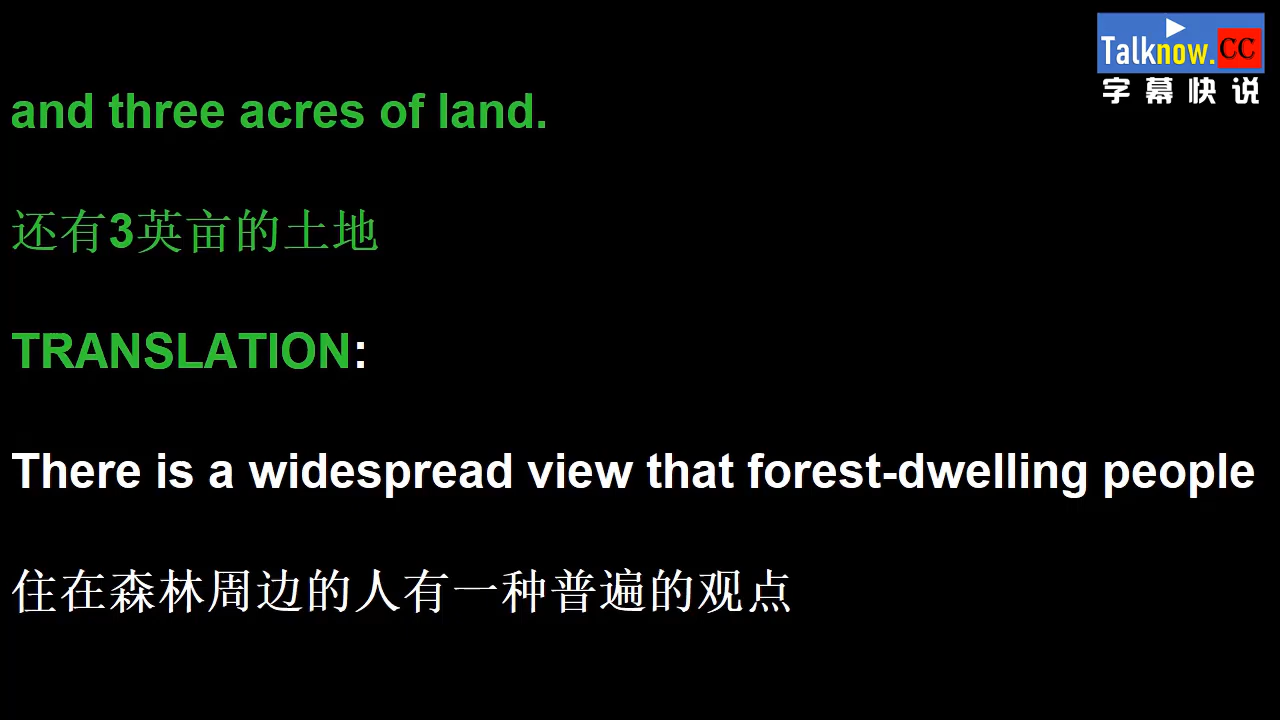 Talknow.CC
字幕快说
and three acres of land.
还有3英亩的土地
TRANSLATION:
There is a widespread view that forest-dwelling people
住在森林周边的人有一种普遍的观点